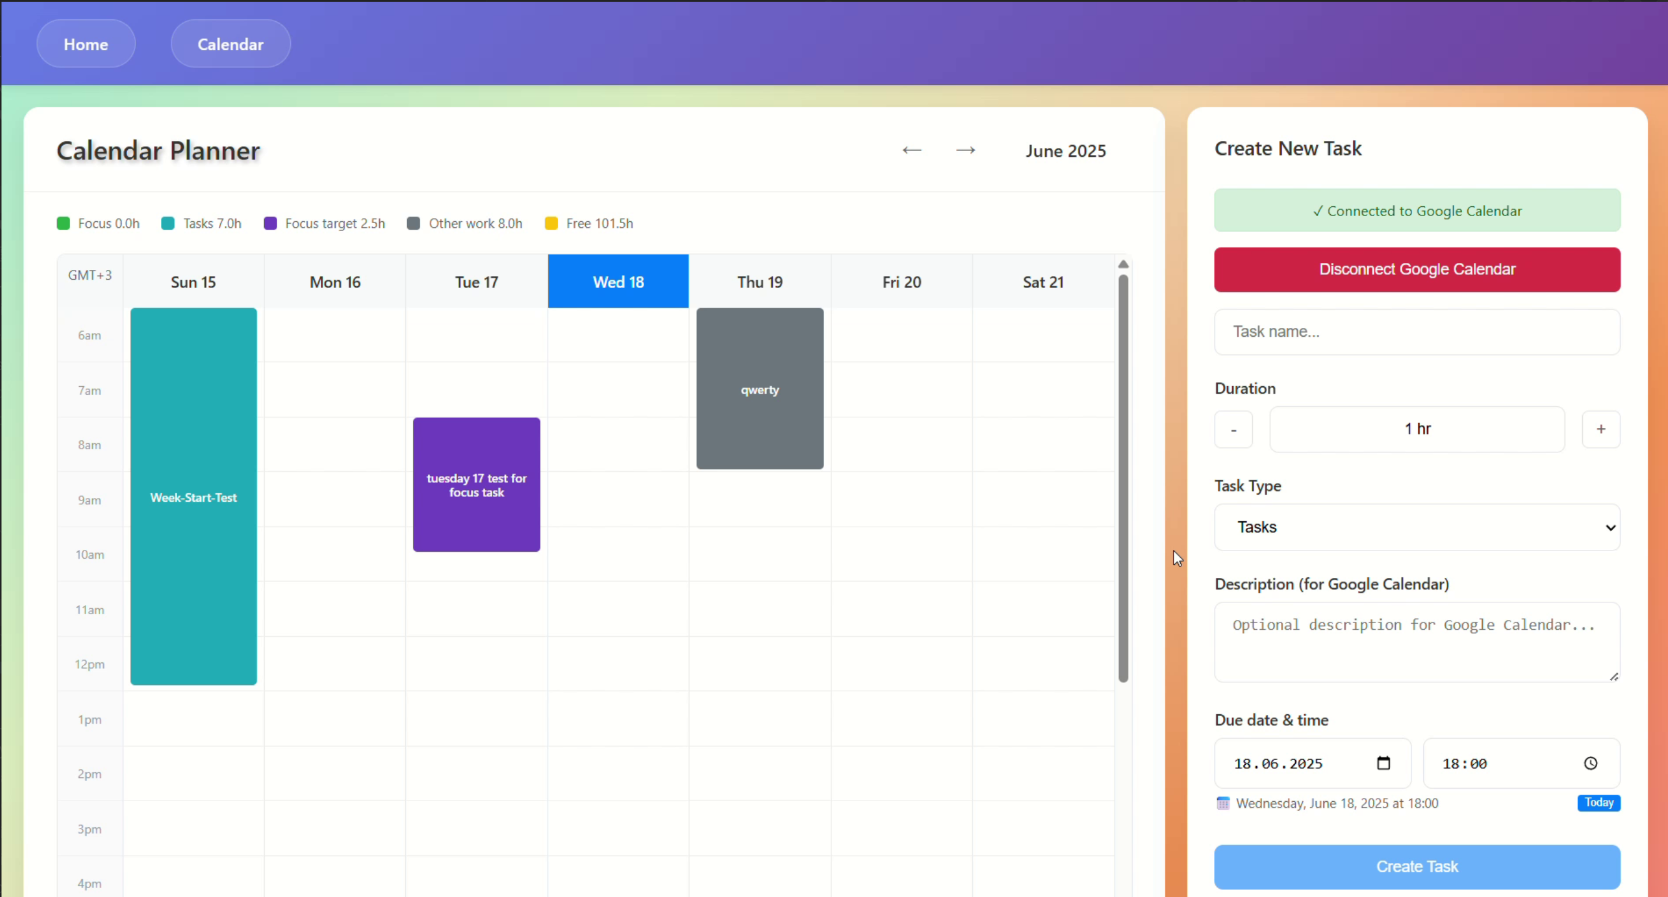 Home
Calendar
Calendar Planner
← → June 2025
Focus 0.0h Tasks 7.0h Focus target 2.5h Other work 8.0h Free 101.5h
GMT+3 Sun 15 Mon 16 Tue 17 Wed 18 Thu 19 Fri 20 Sat 21
6am
7am
8am
9am
10am
11am
12pm
1pm
2pm
3pm
4pm
Week-Start-Test
tuesday 17 test for
focus task
qwerty
Create New Task
✓ Connected to Google Calendar
Disconnect Google Calendar
Task name...
Duration
- 1 hr +
Task Type
Tasks
Description (for Google Calendar)
Optional description for Google Calendar...
Due date & time
18.06.2025 18:00
Wednesday, June 18, 2025 at 18:00 Today
Create Task